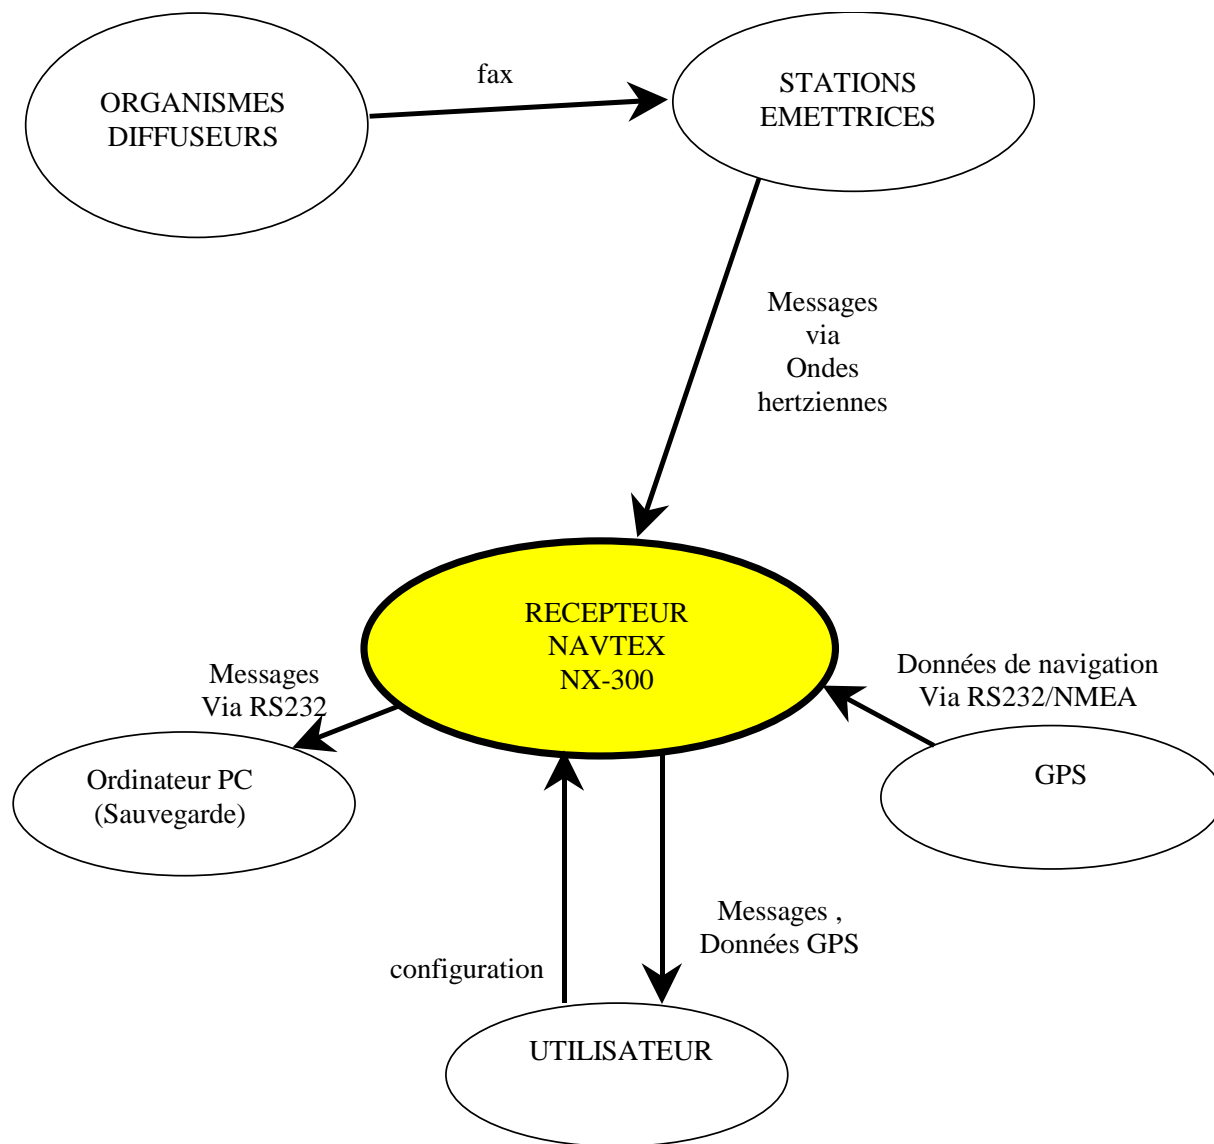 ORGANISMES
DIFFUSEURS
fax
STATIONS
EMETTRICES
Messages
via
Ondes
hertziennes
RECEPTEUR
NAVTEX
NX-300
Messages
Via RS232
Données de navigation
Via RS232/NMEA
Ordinateur PC
(Sauvegarde)
GPS
configuration
Messages ,
Données GPS
UTILISATEUR